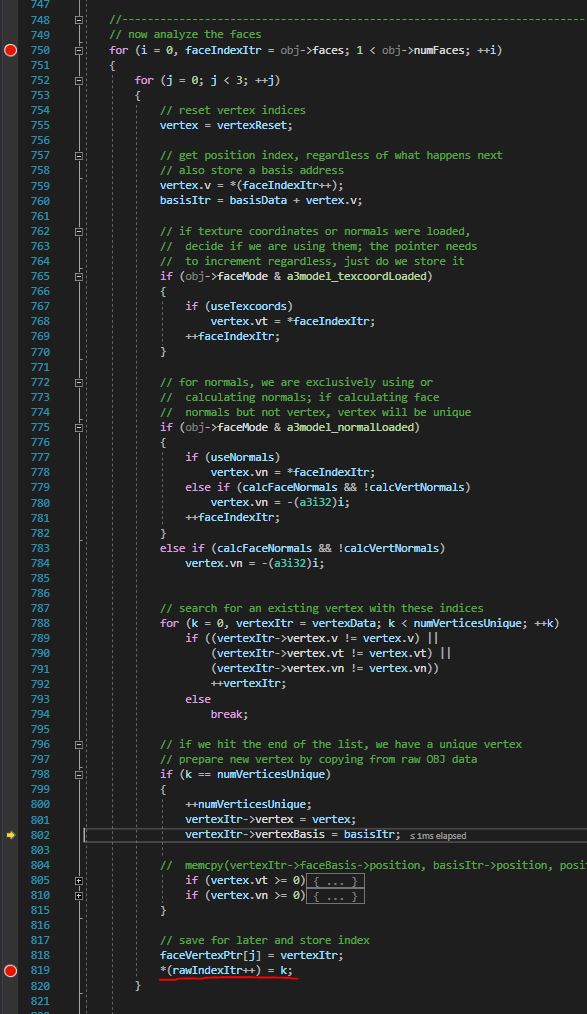 747
748 //----------------------------------------------------------------------
749 // now analyze the faces
750 for (i = 0, faceIndexItr = obj->faces; 1 < obj->numFaces; ++i)
751 {
752 for (j = 0; j < 3; ++j)
753 {
754 // reset vertex indices
755 vertex = vertexReset;
756
757 // get position index, regardless of what happens next
758 // also store a basis address
759 vertex.v = *(faceIndexItr++);
760 basisItr = basisData + vertex.v;
761
762 // if texture coordinates or normals were loaded,
763 //  decide if we are using them; the pointer needs
764 //  to increment regardless, just do we store it
765 if (obj->faceMode & a3model_texcoordLoaded)
766 {
767 if (useTexcoords)
768 vertex.vt = *faceIndexItr;
769 ++faceIndexItr;
770 }
771
772 // for normals, we are exclusively using or
773 //  calculating normals; if calculating face
774 //  normals but not vertex, vertex will be unique
775 if (obj->faceMode & a3model_normalLoaded)
776 {
777 if (useNormals)
778 vertex.vn = *faceIndexItr;
779 else if (calcFaceNormals && !calcVertNormals)
780 vertex.vn = -(a3i32)i;
781 ++faceIndexItr;
782 }
783 else if (calcFaceNormals && !calcVertNormals)
784 vertex.vn = -(a3i32)i;
785
786
787 // search for an existing vertex with these indices
788 for (k = 0, vertexItr = vertexData; k < numVerticesUnique; ++k)
789 if ((vertexItr->vertex.v != vertex.v) ||
790 (vertexItr->vertex.vt != vertex.vt) ||
791 (vertexItr->vertex.vn != vertex.vn))
792 ++vertexItr;
793 else
794 break;
795
796 // if we hit the end of the list, we have a unique vertex
797 // prepare new vertex by copying from raw OBJ data
798 if (k == numVerticesUnique)
799 {
800 ++numVerticesUnique;
801 vertexItr->vertex = vertex;
802 vertexItr->vertexBasis = basisItr; ≤ 1ms elapsed
803
804 //  memcpy(vertexItr->faceBasis->position, basisItr->position, posi
805 if (vertex.vt >= 0) { ... }
810 if (vertex.vn >= 0) { ... }
815 }
816
817 // save for later and store index
818 faceVertexPtr[j] = vertexItr;
819 *(rawIndexItr++) = k;
820 }
821